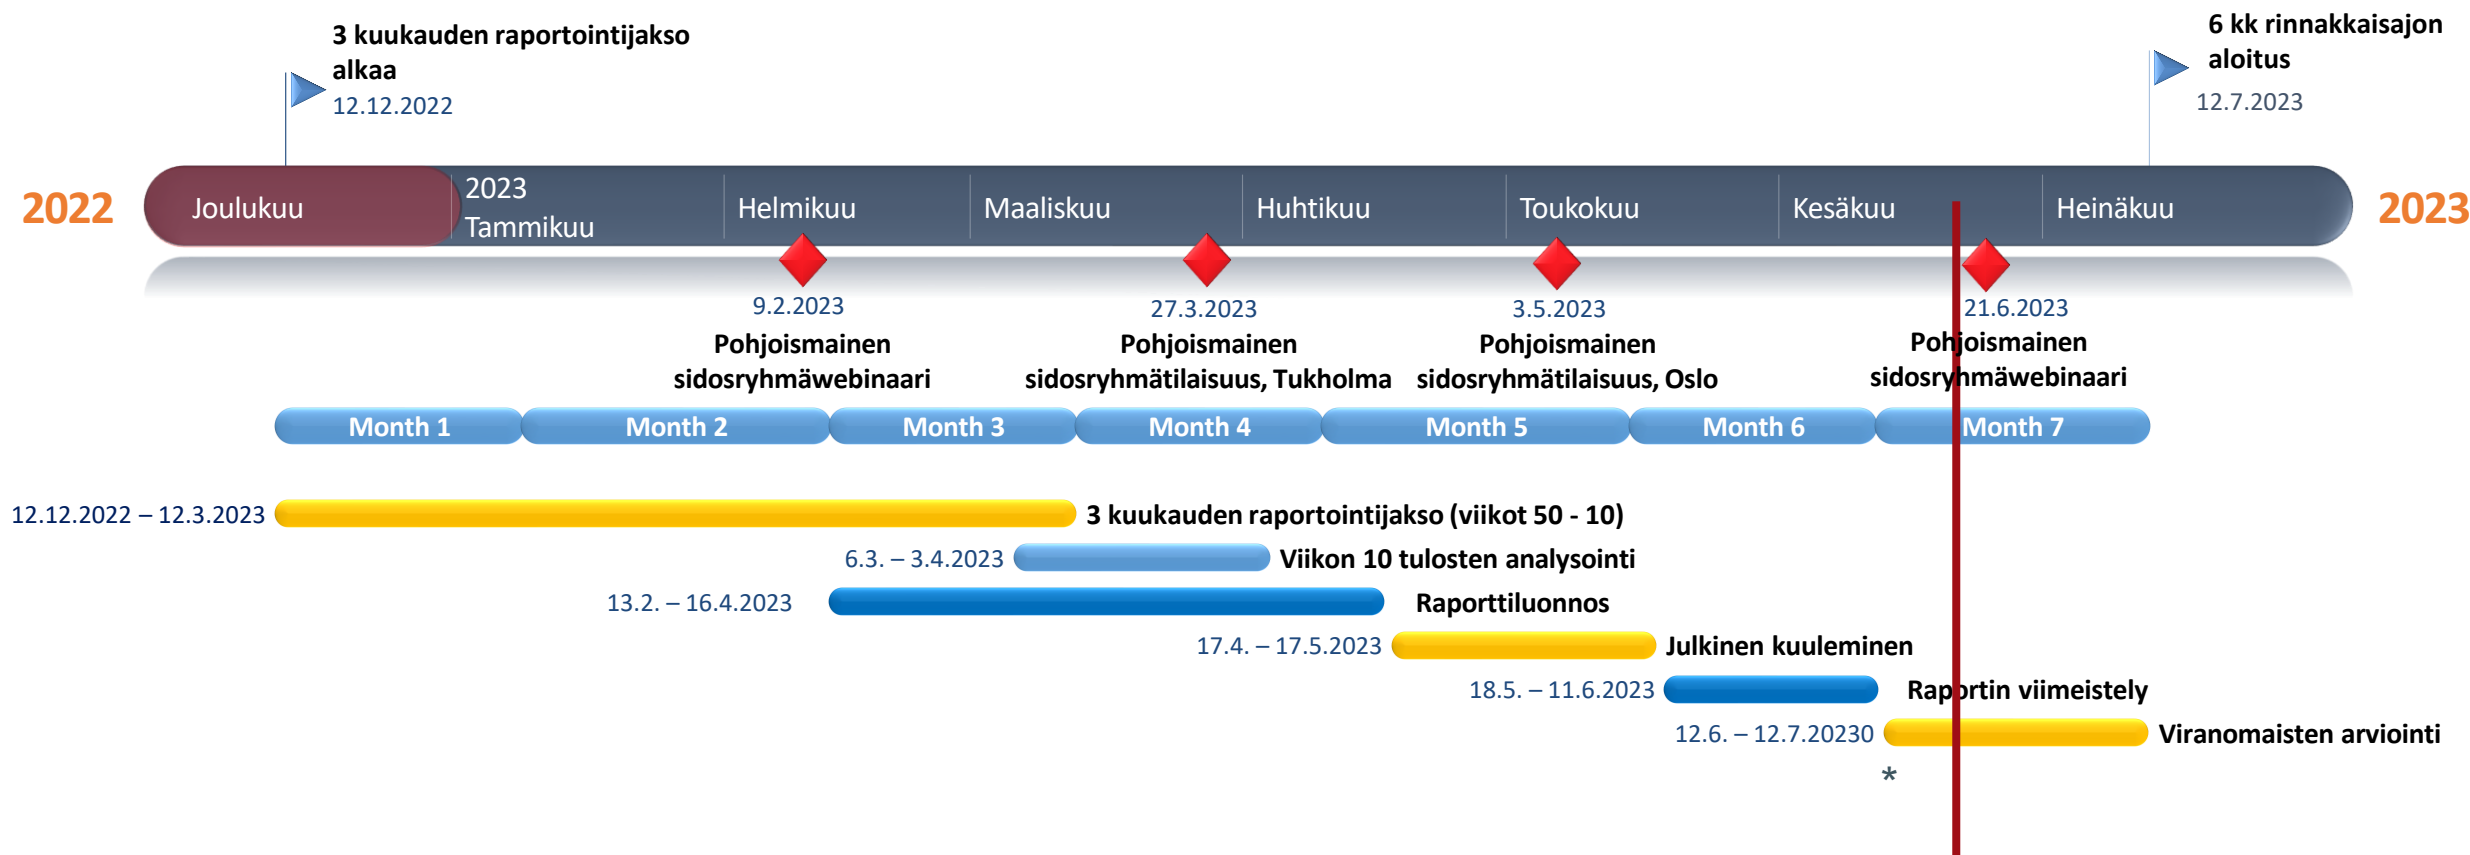 3 kuukauden raportointijakso
alkaa
12.12.2022
6 kk rinnakkaisajon
aloitus
12.7.2023
2022
Joulukuu
2023
Tammikuu
Helmikuu
Maaliskuu
Huhtikuu
Toukokuu
Kesäkuu
Heinäkuu
2023
9.2.2023
Pohjoismainen
sidosryhmäwebinaari
27.3.2023
Pohjoismainen
sidosryhmätilaisuus, Tukholma
3.5.2023
Pohjoismainen
sidosryhmätilaisuus, Oslo
21.6.2023
Pohjoismainen
sidosryhmäwebinaari
Month 1
Month 2
Month 3
Month 4
Month 5
Month 6
Month 7
12.12.2022 – 12.3.2023
3 kuukauden raportointijakso (viikot 50 - 10)
6.3. – 3.4.2023
Viikon 10 tulosten analysointi
13.2. – 16.4.2023
Raporttiluonnos
17.4. – 17.5.2023
Julkinen kuuleminen
18.5. – 11.6.2023
Raportin viimeistely
12.6. – 12.7.20230
Viranomaisten arviointi
*